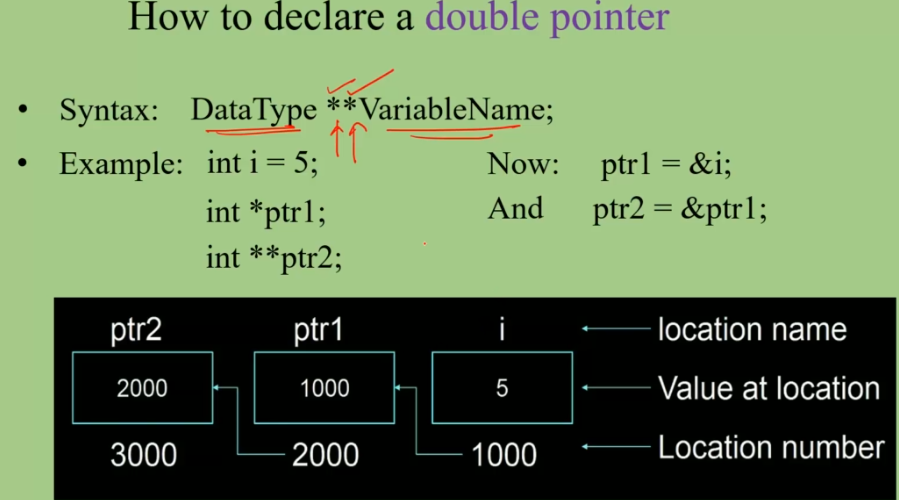 How to declare a double pointer
• Syntax: DataType **VariableName;
• Example: int i = 5;
int *ptr1;
int **ptr2;
Now: ptr1 = &i;
And ptr2 = &ptr1;
ptr2 ptr1 i location name
2000 1000 5 Value at location
3000 2000 1000 Location number